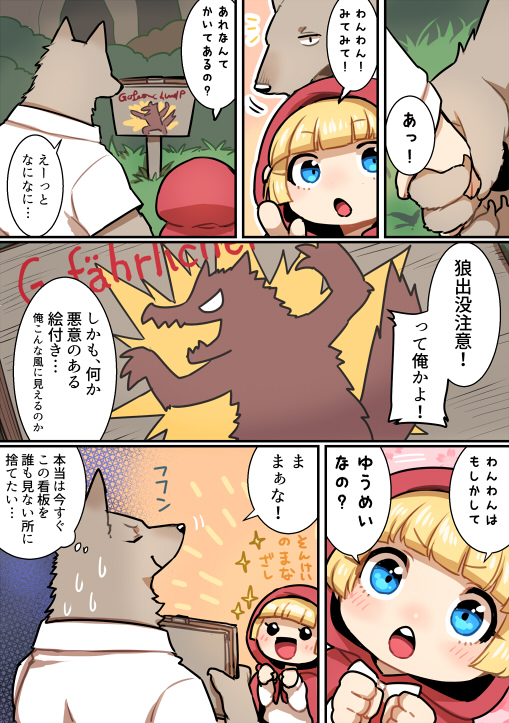 あっ！
わんわん！
みてみて！
あれなんて
かいてあるの？
えーっと
なになに…
狼出没注意！
って俺かよ！
Gefährlicher
しかも、何か
悪意のある
絵付き…
俺こんな風に見えるのか
わんわんは
もしかして
ゆうめい
なの？
ま
まぁな！
そんけい
のまな
ざし
フフン
本当は今すぐ
この看板を
誰も見ない所に
捨てたい…